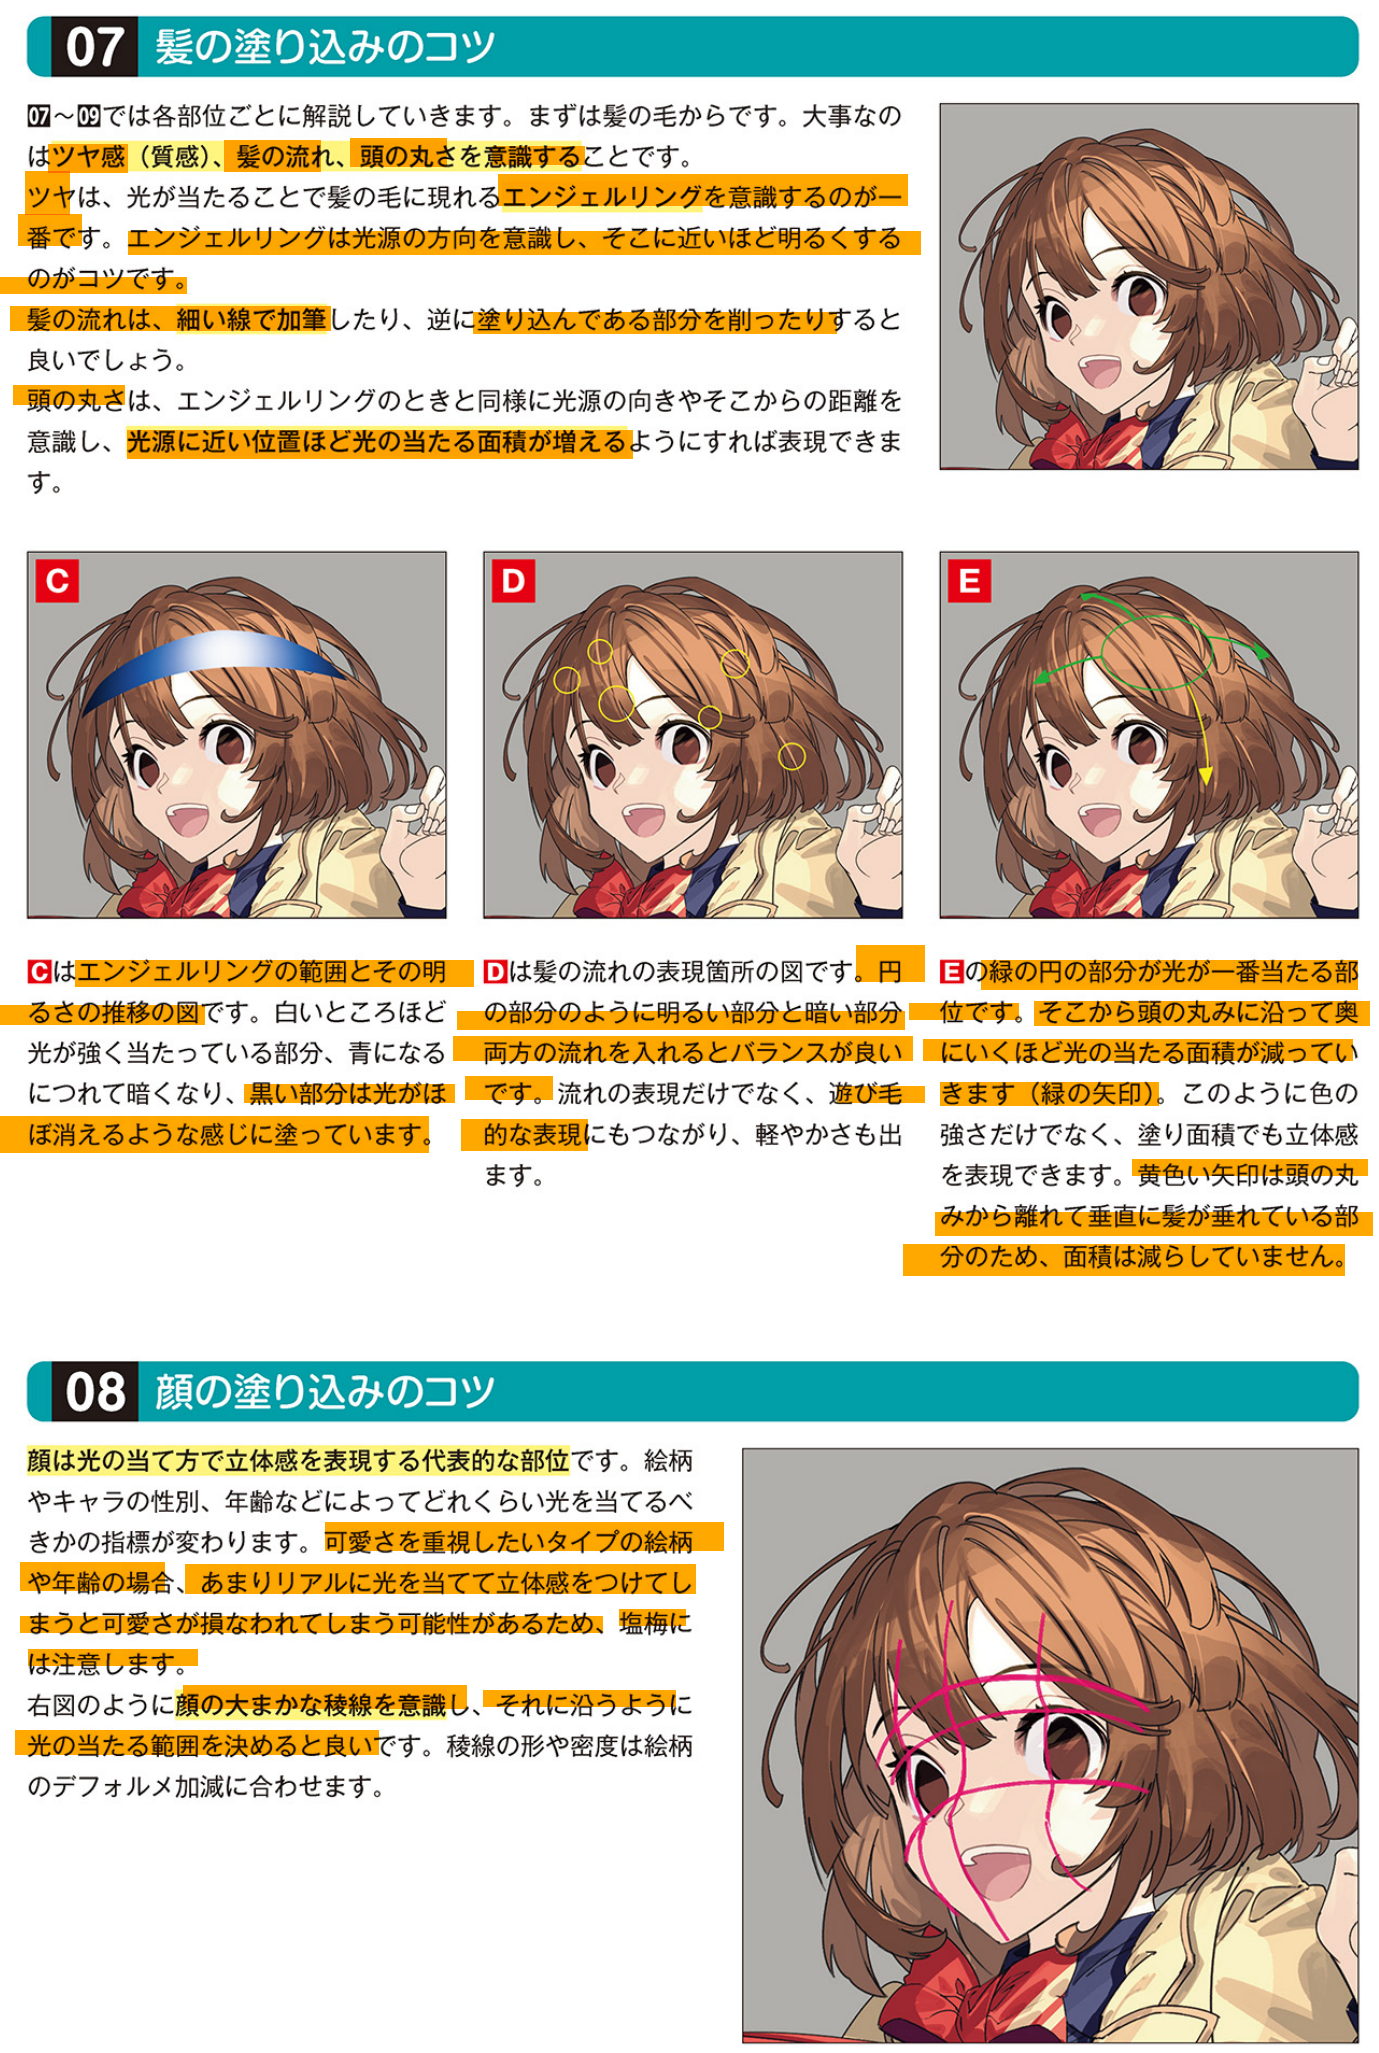 07 髪の塗り込みのコツ
07～09では各部位ごとに解説していきます。まずは髪の毛からです。大事なの
はツヤ感（質感）、髪の流れ、頭の丸さを意識することです。
ツヤは、光が当たることで髪の毛に現れるエンジェルリングを意識するのが一
番です。エンジェルリングは光源の方向を意識し、そこに近いほど明るくする
のがコツです。
髪の流れは、細い線で加筆したり、逆に塗り込んである部分を削ったりすると
良いでしょう。
頭の丸さは、エンジェルリングのときと同様に光源の向きやそこからの距離を
意識し、光源に近い位置ほど光の当たる面積が増えるようにすれば表現できま
す。
C
D
E
Cはエンジェルリングの範囲とその明
るさの推移の図です。白いところほど
光が強く当たっている部分、青になる
につれて暗くなり、黒い部分は光がほ
ぼ消えるような感じに塗っています。
Dは髪の流れの表現箇所の図です。円
の部分のように明るい部分と暗い部分
両方の流れを入れるとバランスが良い
です。流れの表現だけでなく、遊び毛
的な表現にもつながり、軽やかさも出
ます。
Eの緑の円の部分が光が一番当たる部
位です。そこから頭の丸みに沿って奥
にいくほど光の当たる面積が減ってい
きます（緑の矢印）。このように色の
強さだけでなく、塗り面積でも立体感
を表現できます。黄色い矢印は頭の丸
みから離れて垂直に髪が垂れている部
分のため、面積は減らしていません。
08 顔の塗り込みのコツ
顔は光の当て方で立体感を表現する代表的な部位です。絵柄
やキャラの性別、年齢などによってどれくらい光を当てるべ
きかの指標が変わります。可愛さを重視したいタイプの絵柄
や年齢の場合、あまりリアルに光を当てて立体感をつけてし
まうと可愛さが損なわれてしまう可能性があるため、塩梅に
は注意します。
右図のように顔の大まかな稜線を意識し、それに沿うように
光の当たる範囲を決めると良いです。稜線の形や密度は絵柄
のデフォルメ加減に合わせます。